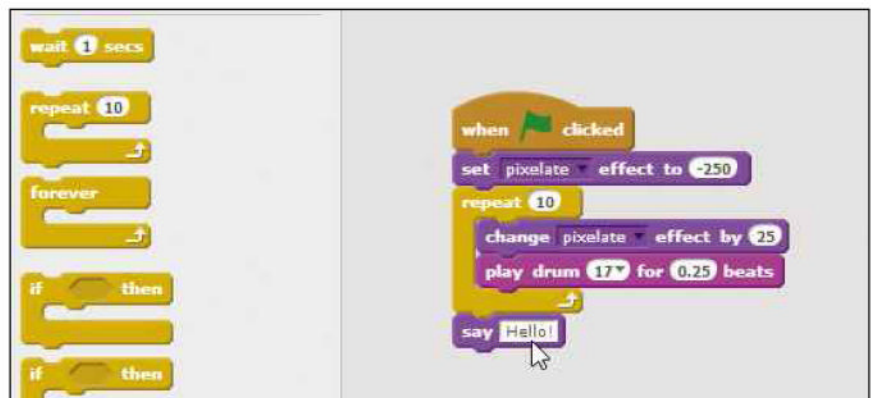 wait 1 secs
repeat 10
forever
if then
if then
when clicked
set pixelate effect to -250
repeat 10
change pixelate effect by 25
play drum 17 for 0.25 beats
say Hello!